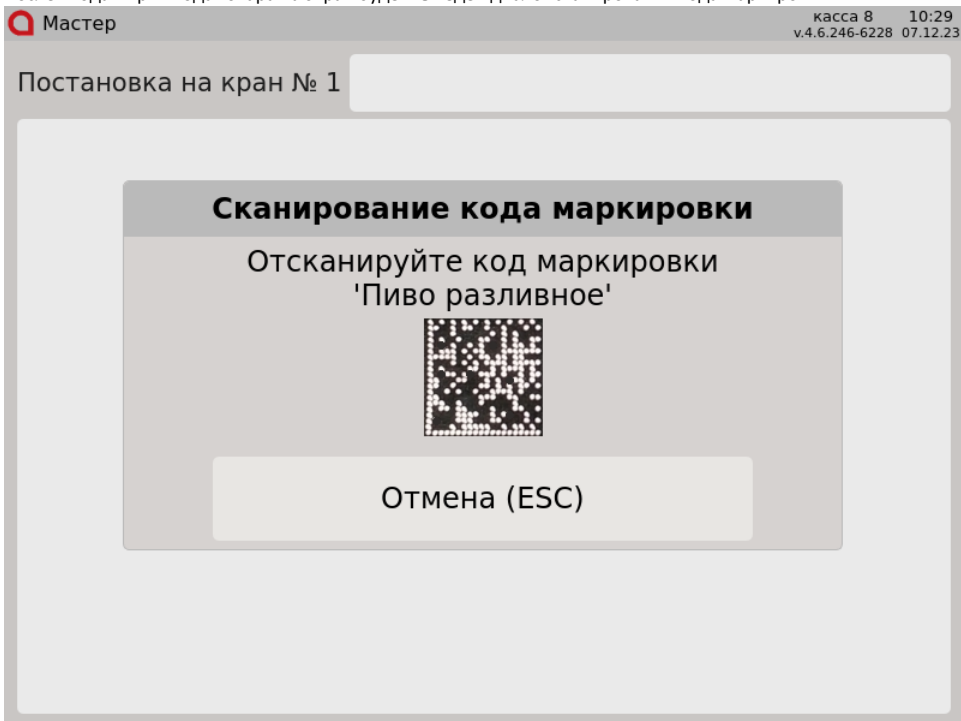 Мастер
касса 8 10:29
v.4.6.246-6228 07.12.23
Постановка на кран № 1
Сканирование кода маркировки
Отсканируйте код маркировки
'Пиво разливное'
Отмена (ESC)